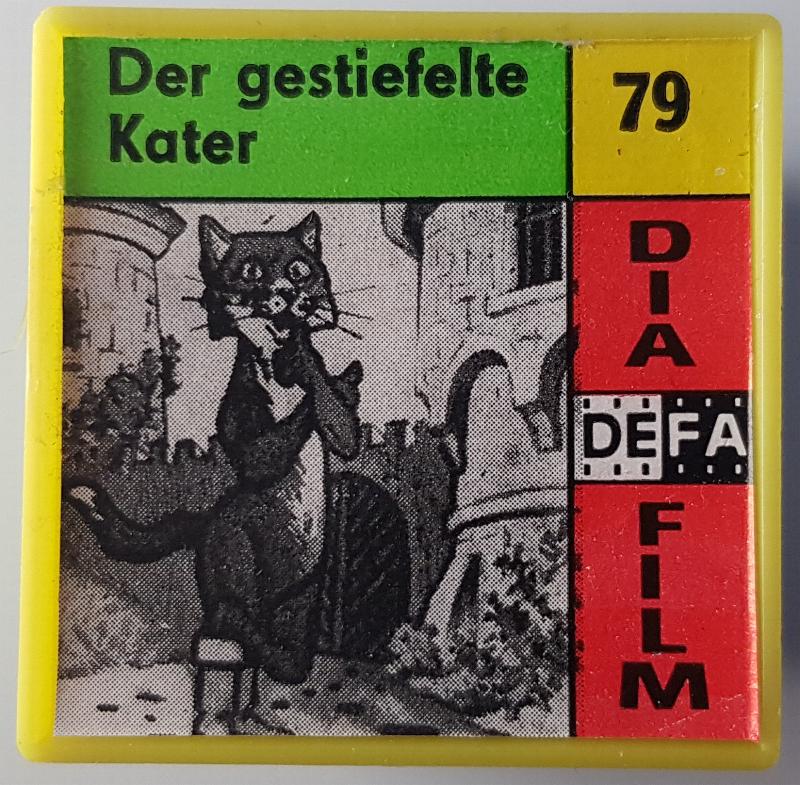 Der gestiefelte
Kater
79
DIA
DEFA
FILM